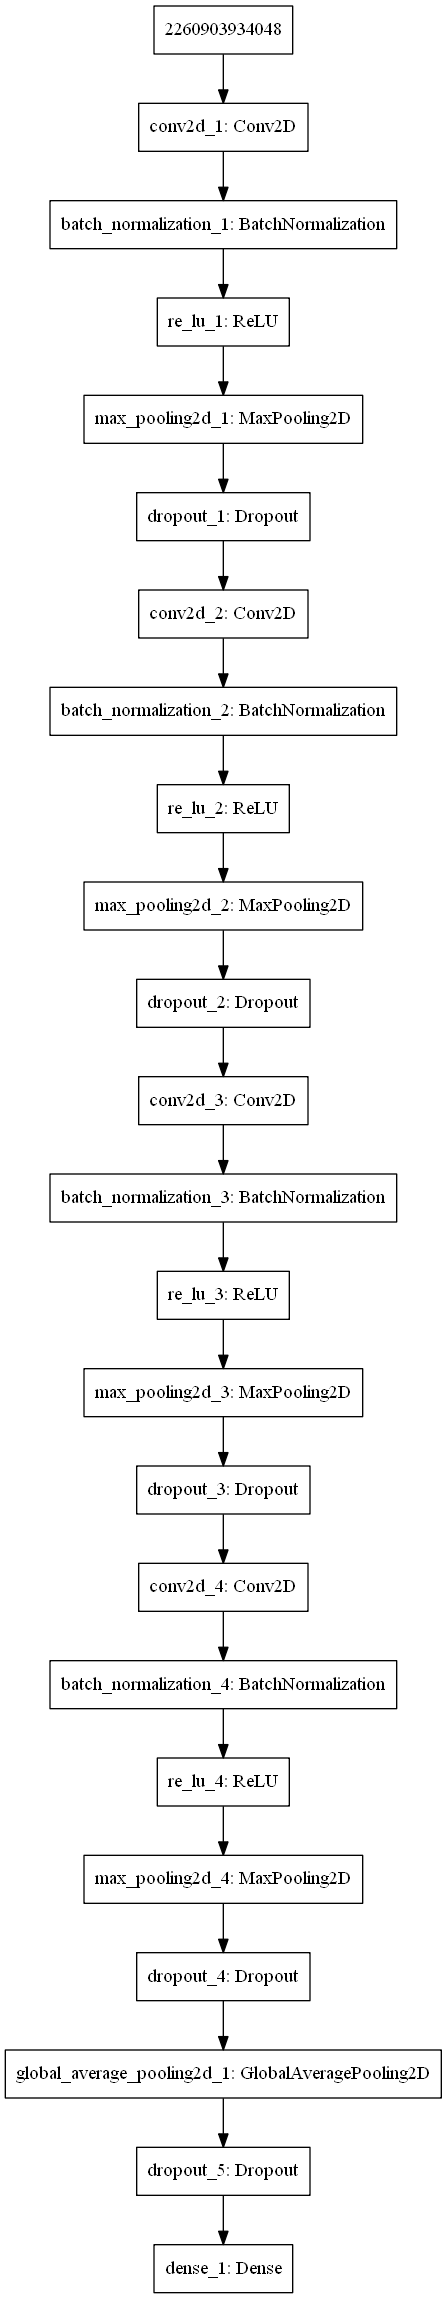 2260903934048
conv2d_1: Conv2D
batch_normalization_1: BatchNormalization
re_lu_1: ReLU
max_pooling2d_1: MaxPooling2D
dropout_1: Dropout
conv2d_2: Conv2D
batch_normalization_2: BatchNormalization
re_lu_2: ReLU
max_pooling2d_2: MaxPooling2D
dropout_2: Dropout
conv2d_3: Conv2D
batch_normalization_3: BatchNormalization
re_lu_3: ReLU
max_pooling2d_3: MaxPooling2D
dropout_3: Dropout
conv2d_4: Conv2D
batch_normalization_4: BatchNormalization
re_lu_4: ReLU
max_pooling2d_4: MaxPooling2D
dropout_4: Dropout
global_average_pooling2d_1: GlobalAveragePooling2D
dropout_5: Dropout
dense_1: Dense